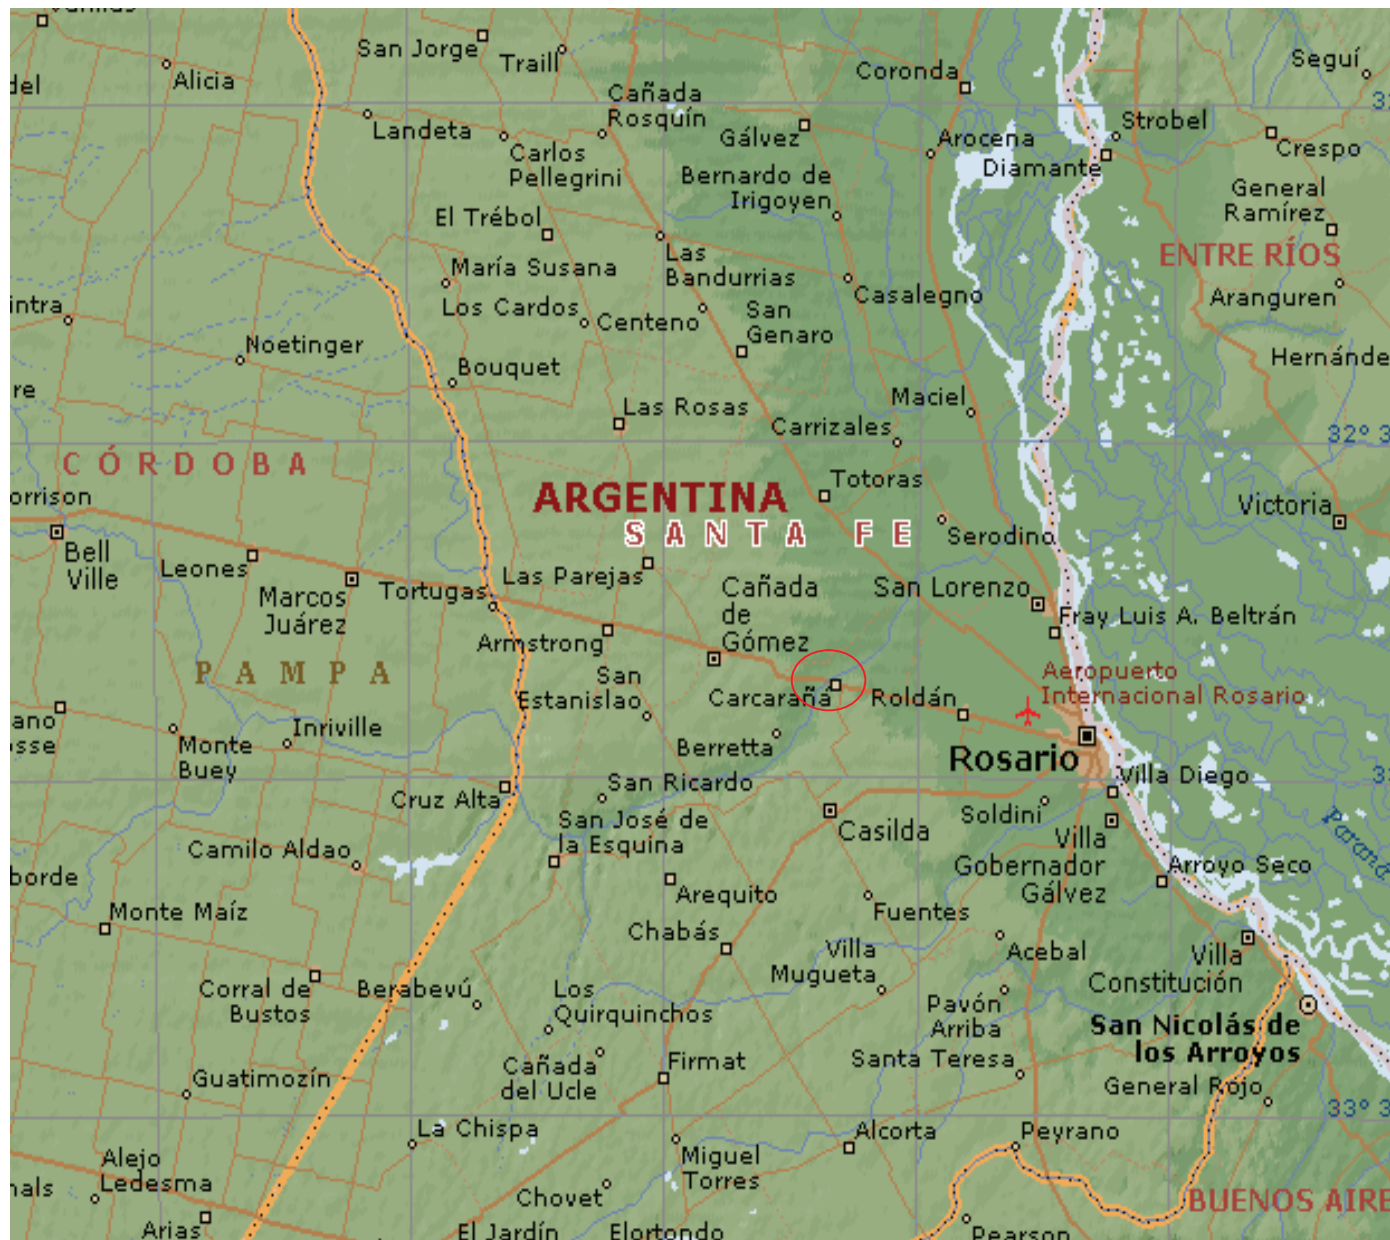 San Jorge
Traill
Seguí
Alicia
Coronda
Cañada
Rosquín
Landeta
Gálvez
Arocena
Strobel
Diamante
Crespo
Carlos
Pellegrini
Bernardo de
Irigoyen
General
Ramírez
El Trébol
Las
Bandurrias
ENTRE RÍOS
María Susana
Casalegno
Aranguren
Los Cardos
Centeno
San
Genaro
Noetinger
Bouquet
Maciel
Las Rosas
Carrizales
32° 3
CÓRDOBA
Totoras
ARGENTINA
SANTA FE
Victoria
Serodino
Bell
Ville
Leones
Marcos
Juárez
Tortugas
Las Parejas
Cañada
de
Gómez
San Lorenzo
Fray Luis A. Beltrán
Armstrong
PAMPA
San
Estanislao
Carcarañá
Roldán
Aeropuerto
Internacional Rosario
Inriville
Monte
Buey
Berretta
Rosario
Villa Diego
San Ricardo
Cruz Alta
Soldini
Casilda
San José de
la Esquina
Villa
Gobernador
Gálvez
Paraná
Camilo Aldao
Arroyo Seco
Arequito
Fuentes
Monte Maíz
Chabás
Acebal
Villa
Mugueta
Villa
Constitución
Corral de
Bustos
Berabevú
Los
Quirquinchos
Pavón
Arriba
San Nicolás de
los Arroyos
Cañada
del Ucle
Firmat
Santa Teresa
General Rojo
Guatimozín
33° 3
La Chispa
Alcorta
Peyrano
Alejo
Ledesma
Miguel
Torres
Chovet
BUENOS AIRE
Arias
El Jardín
Elortondo
Pearson